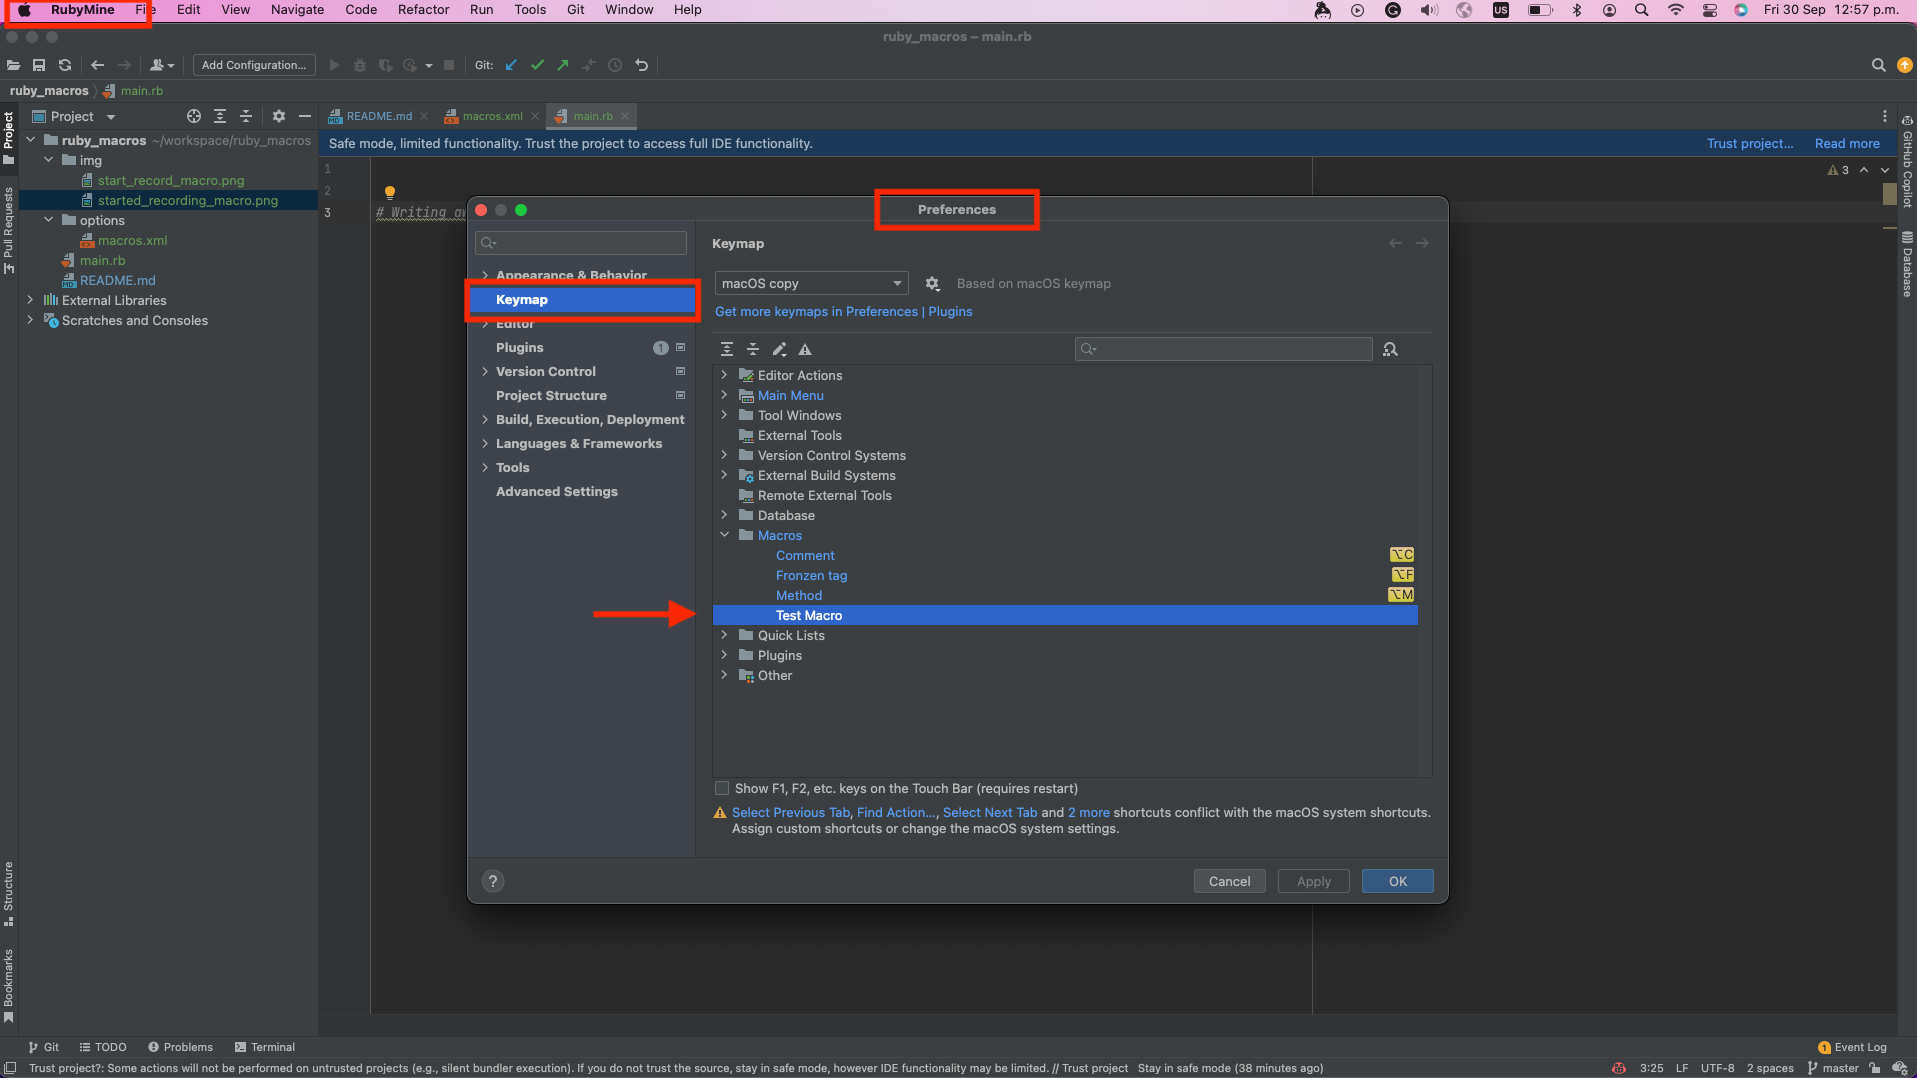 RubyMine File Edit View Navigate Code Refactor Run Tools Git Window Help US Fri 30 Sep 12:57 p.m.
ruby_macros – main.rb
Add Configuration... Git:
ruby_macros main.rb
Project
README.md macros.xml main.rb
Safe mode, limited functionality. Trust the project to access full IDE functionality. Trust project... Read more
ruby_macros ~/workspace/ruby_macros
img
start_record_macro.png
started_recording_macro.png
options
macros.xml
main.rb
README.md
External Libraries
Scratches and Consoles
Project
Pull Requests
Structure
Bookmarks
1
2
3 # Writing aw
3
GitHub Copilot
Database
Preferences
Appearance & Behavior
Keymap
Editor
Plugins 1
Version Control
Project Structure
Build, Execution, Deployment
Languages & Frameworks
Tools
Advanced Settings
Keymap
macOS copy Based on macOS keymap
Get more keymaps in Preferences | Plugins
Editor Actions
Main Menu
Tool Windows
External Tools
Version Control Systems
External Build Systems
Remote External Tools
Database
Macros
Comment ⌥C
Fronzen tag ⌥F
Method ⌥M
Test Macro
Quick Lists
Plugins
Other
Show F1, F2, etc. keys on the Touch Bar (requires restart)
Select Previous Tab, Find Action..., Select Next Tab and 2 more shortcuts conflict with the macOS system shortcuts.
Assign custom shortcuts or change the macOS system settings.
? Cancel Apply OK
Git TODO Problems Terminal 1 Event Log
Trust project?: Some actions will not be performed on untrusted projects (e.g., silent bundler execution). If you do not trust the source, stay in safe mode, however IDE functionality may be limited. // Trust project Stay in safe mode (38 minutes ago) 3:25 LF UTF-8 2 spaces master